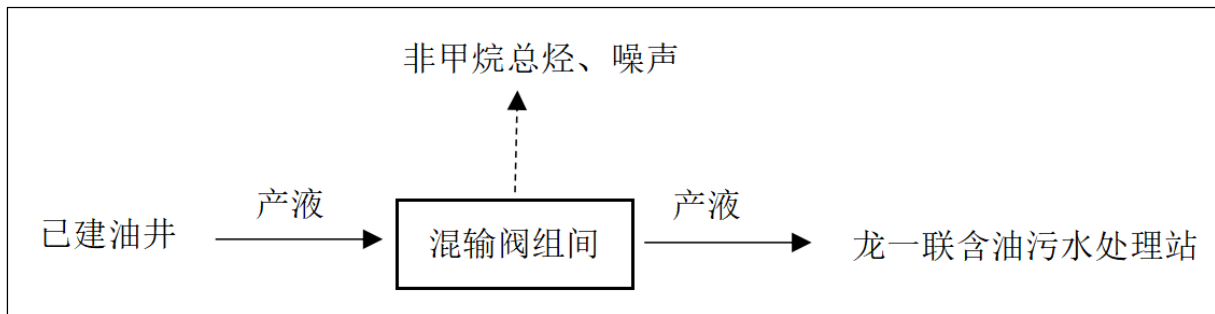 非甲烷总烃、噪声
产液
产液
已建油井
混输阀组间
龙一联含油污水处理站